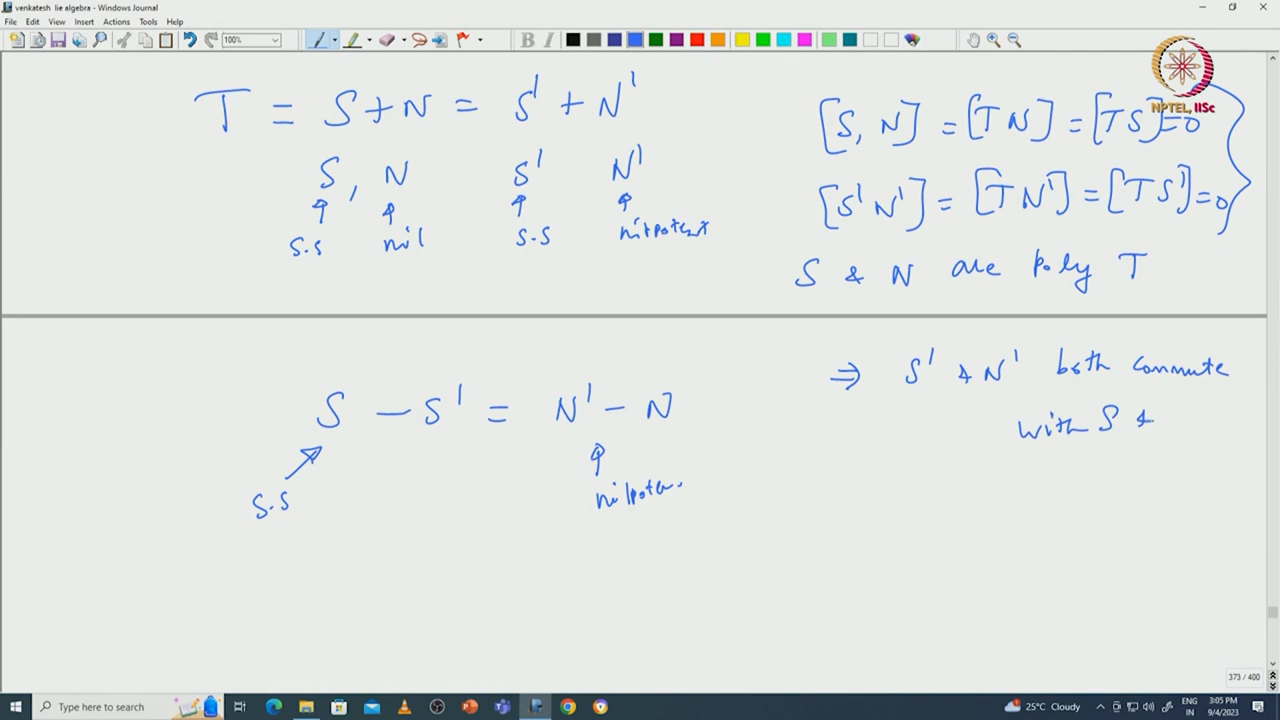 venkatesh lie algebra - Windows Journal
File Edit View Insert Actions Tools Help
100%
B I
NPTEL, IISc
T = S + N = S' + N'
[S, N] = [T N] = [T S] = 0
S, N S' N'
[S' N'] = [T N'] = [T S'] = 0
S.S nil S.S nilpotent
S & N are poly T
⇒ S' & N' both commute
S - S' = N' - N
with S &
S.S nilpoten.
373 / 400
Type here to search
25°C Cloudy
ENG
IN
3:05 PM
9/4/2023